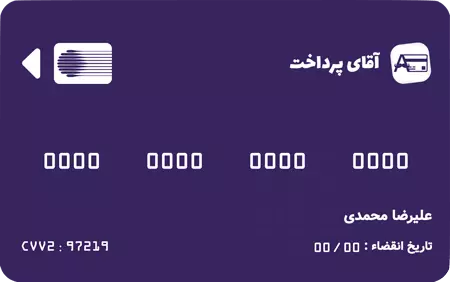 آقای پرداخت
0000 0000 0000 0000
علیرضا محمدی
تاریخ انقضاء : 00/00
CVV2 : 97219